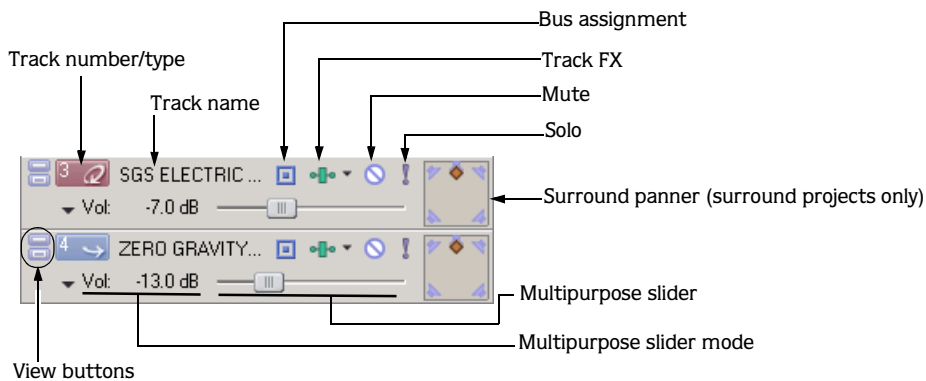 Bus assignment
Track number/type
Track FX
Track name
Mute
Solo
3 SGS ELECTRIC ...
Vol: -7.0 dB
Surround panner (surround projects only)
4 ZERO GRAVITY...
Vol: -13.0 dB
Multipurpose slider
Multipurpose slider mode
View buttons